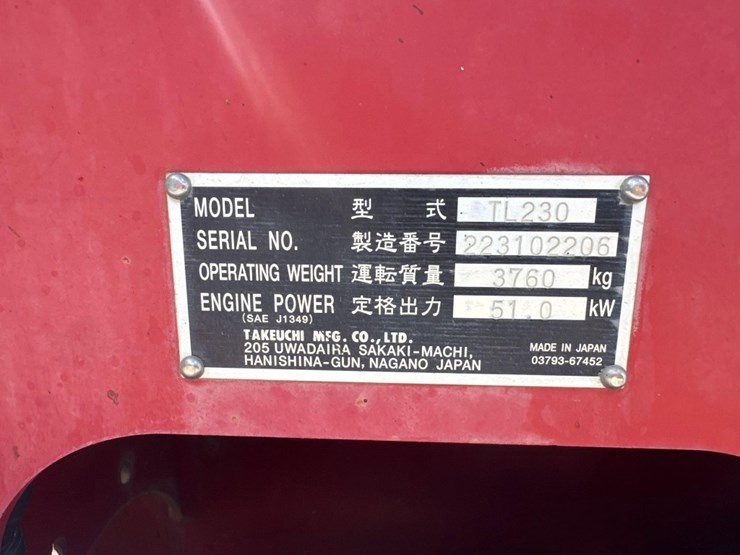 MODEL 型式 TL230
SERIAL NO. 製造番号 223102206
OPERATING WEIGHT 運転質量 3760 kg
ENGINE POWER 定格出力 51.0 kW
(SAE J1349)
TAKEUCHI MFG. CO., LTD.
205 UWADAIRA SAKAKI-MACHI,
HANISHINA-GUN, NAGANO JAPAN
MADE IN JAPAN
03793-67452